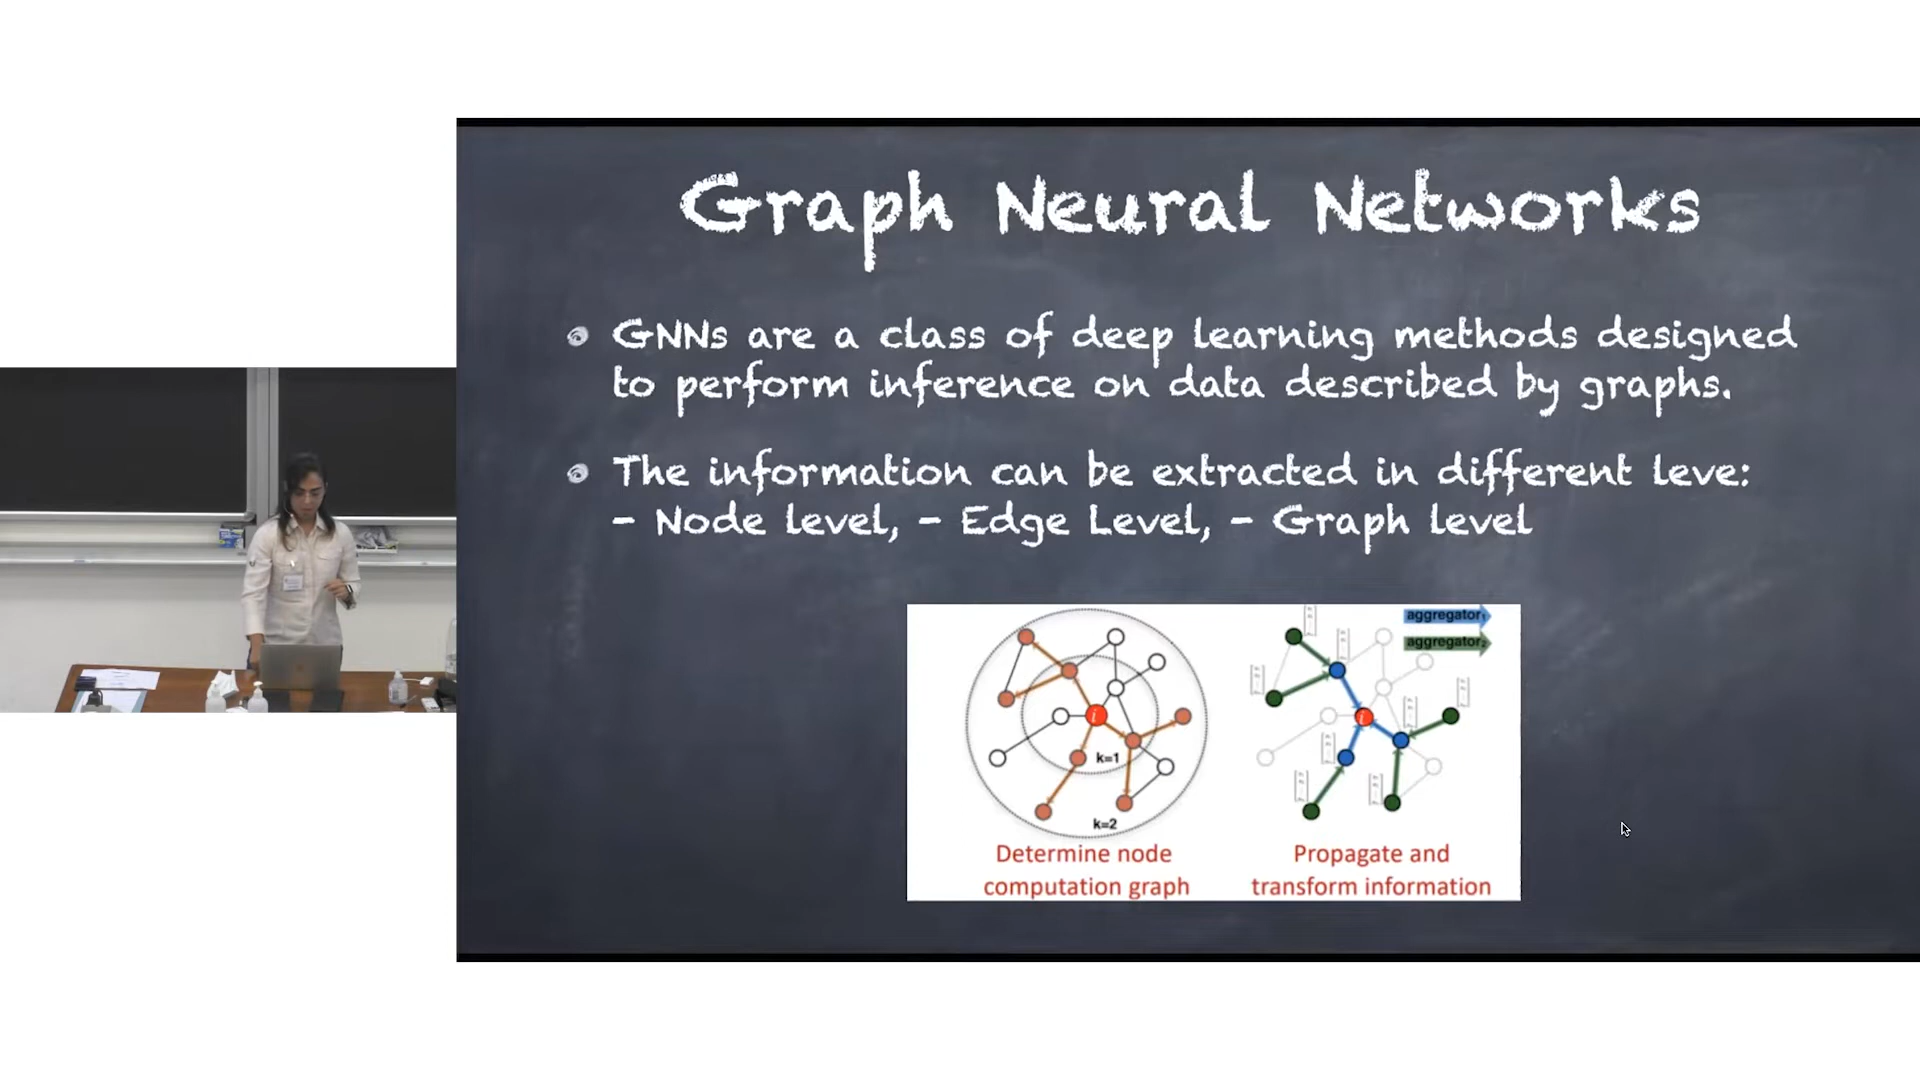 Graph Neural Networks
GNNs are a class of deep learning methods designed
to perform inference on data described by graphs.
The information can be extracted in different leve:
- Node level, - Edge Level, - Graph level
aggregator₁
aggregator₂
i
i
k=1
k=2
Determine node
computation graph
Propagate and
transform information